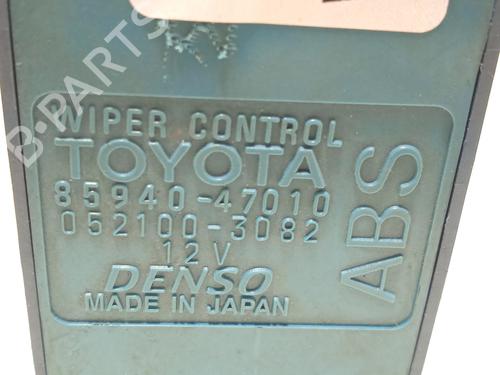 B-PARTS
WIPER CONTROL
TOYOTA
85940-47010
052100-3082
12V
DENSO
MADE IN JAPAN
ABS